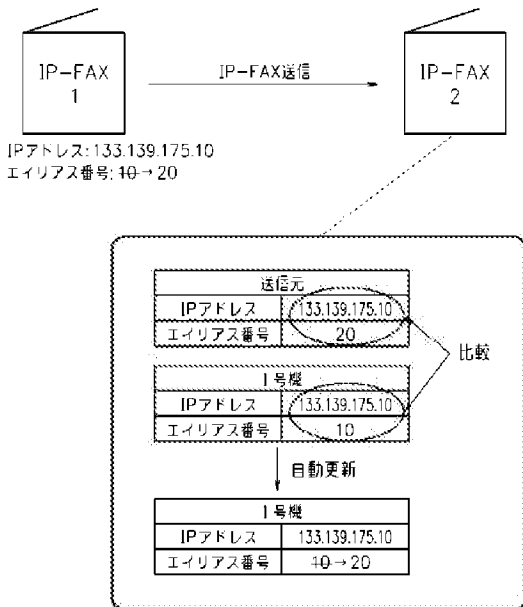 IP-FAX
1
IP-FAX送信
IP-FAX
2
IPアドレス:133.139.175.10
エイリアス番号:10→20
送信元
IPアドレス 133.139.175.10
エイリアス番号 20
比較
1号機
IPアドレス 133.139.175.10
エイリアス番号 10
自動更新
1号機
IPアドレス 133.139.175.10
エイリアス番号 10→20